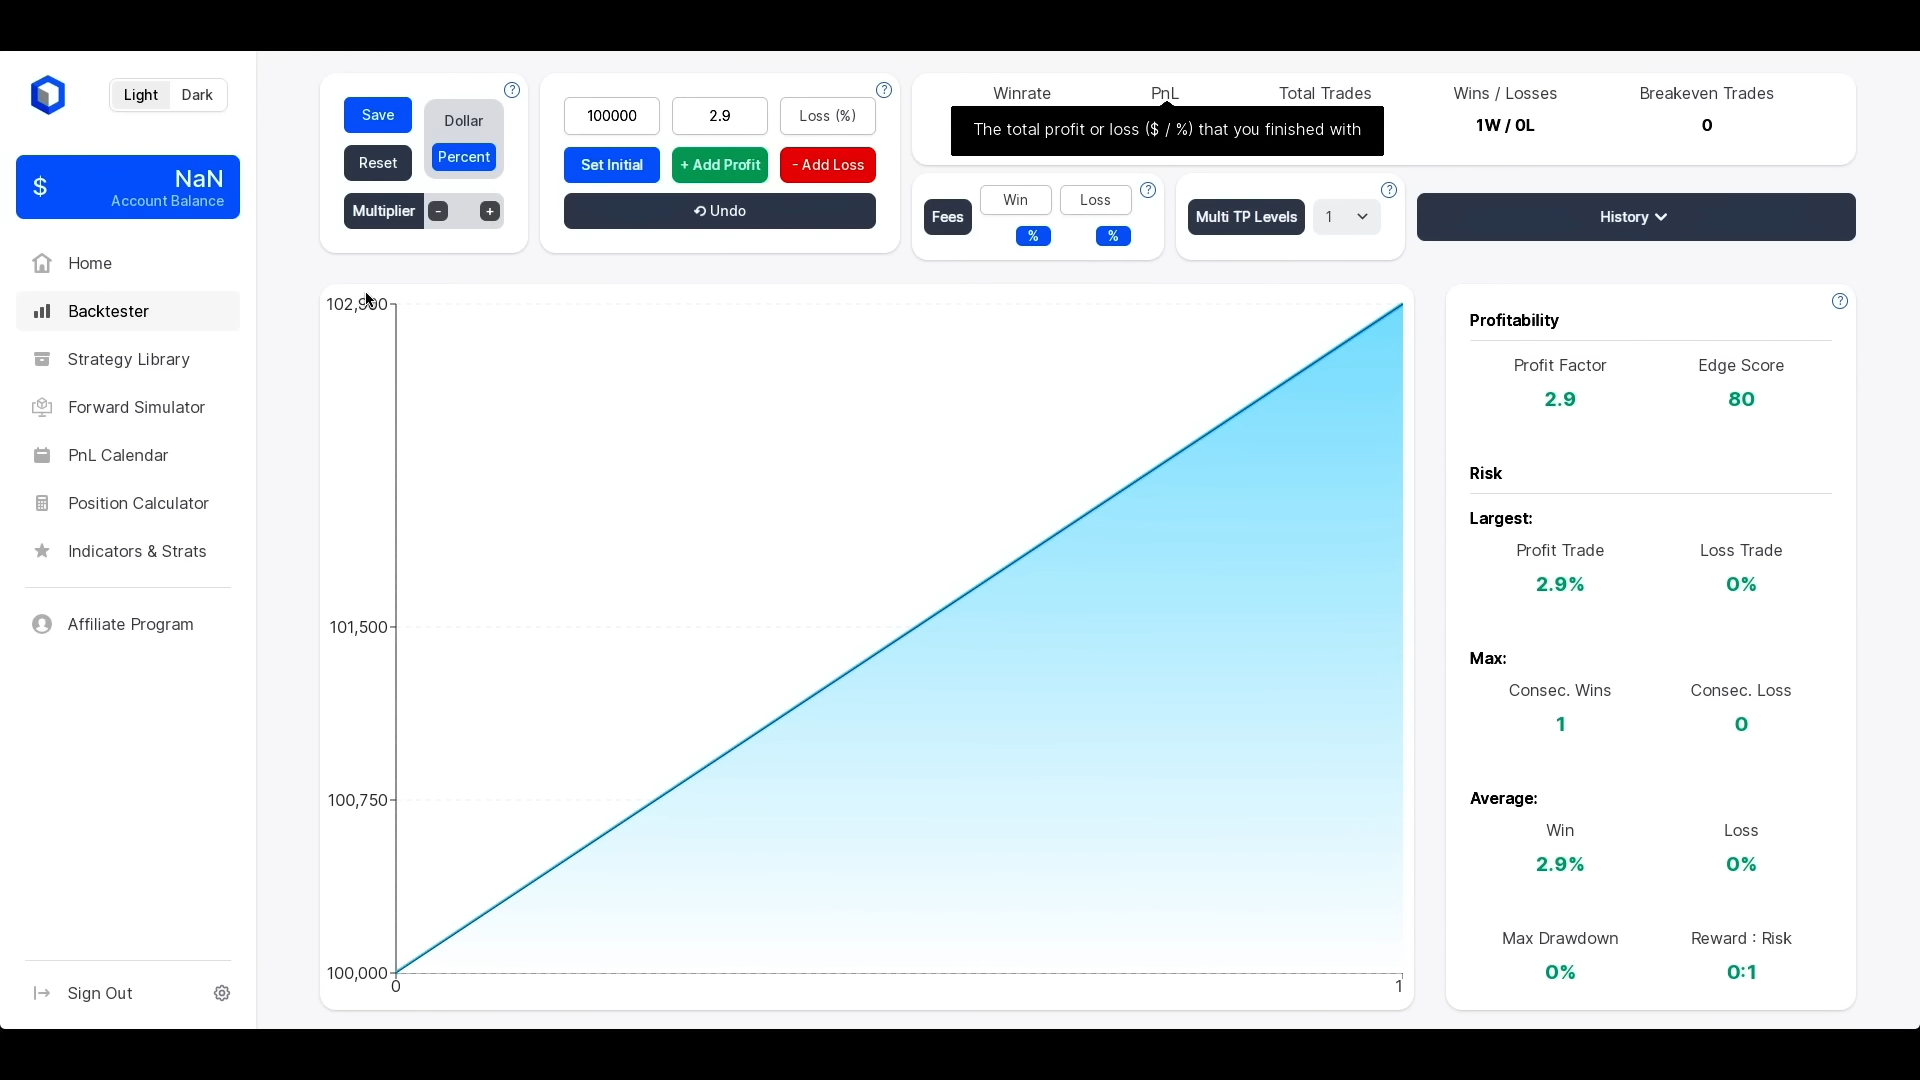 Light Dark
$ NaN
Account Balance
Home
Backtester
Strategy Library
Forward Simulator
PnL Calendar
Position Calculator
Indicators & Strats
Affiliate Program
Sign Out
Save
Reset
Dollar
Percent
Multiplier - +
?
100000 2.9 Loss (%)
Set Initial + Add Profit - Add Loss
⟲ Undo
?
Winrate PnL Total Trades Wins / Losses Breakeven Trades
The total profit or loss ($ / %) that you finished with
1W / 0L 0
Fees Win Loss
% %
?
Multi TP Levels 1
?
History
102,900
101,500
100,750
100,000
0 1
?
Profitability
Profit Factor Edge Score
2.9 80
Risk
Largest:
Profit Trade Loss Trade
2.9% 0%
Max:
Consec. Wins Consec. Loss
1 0
Average:
Win Loss
2.9% 0%
Max Drawdown Reward : Risk
0% 0:1